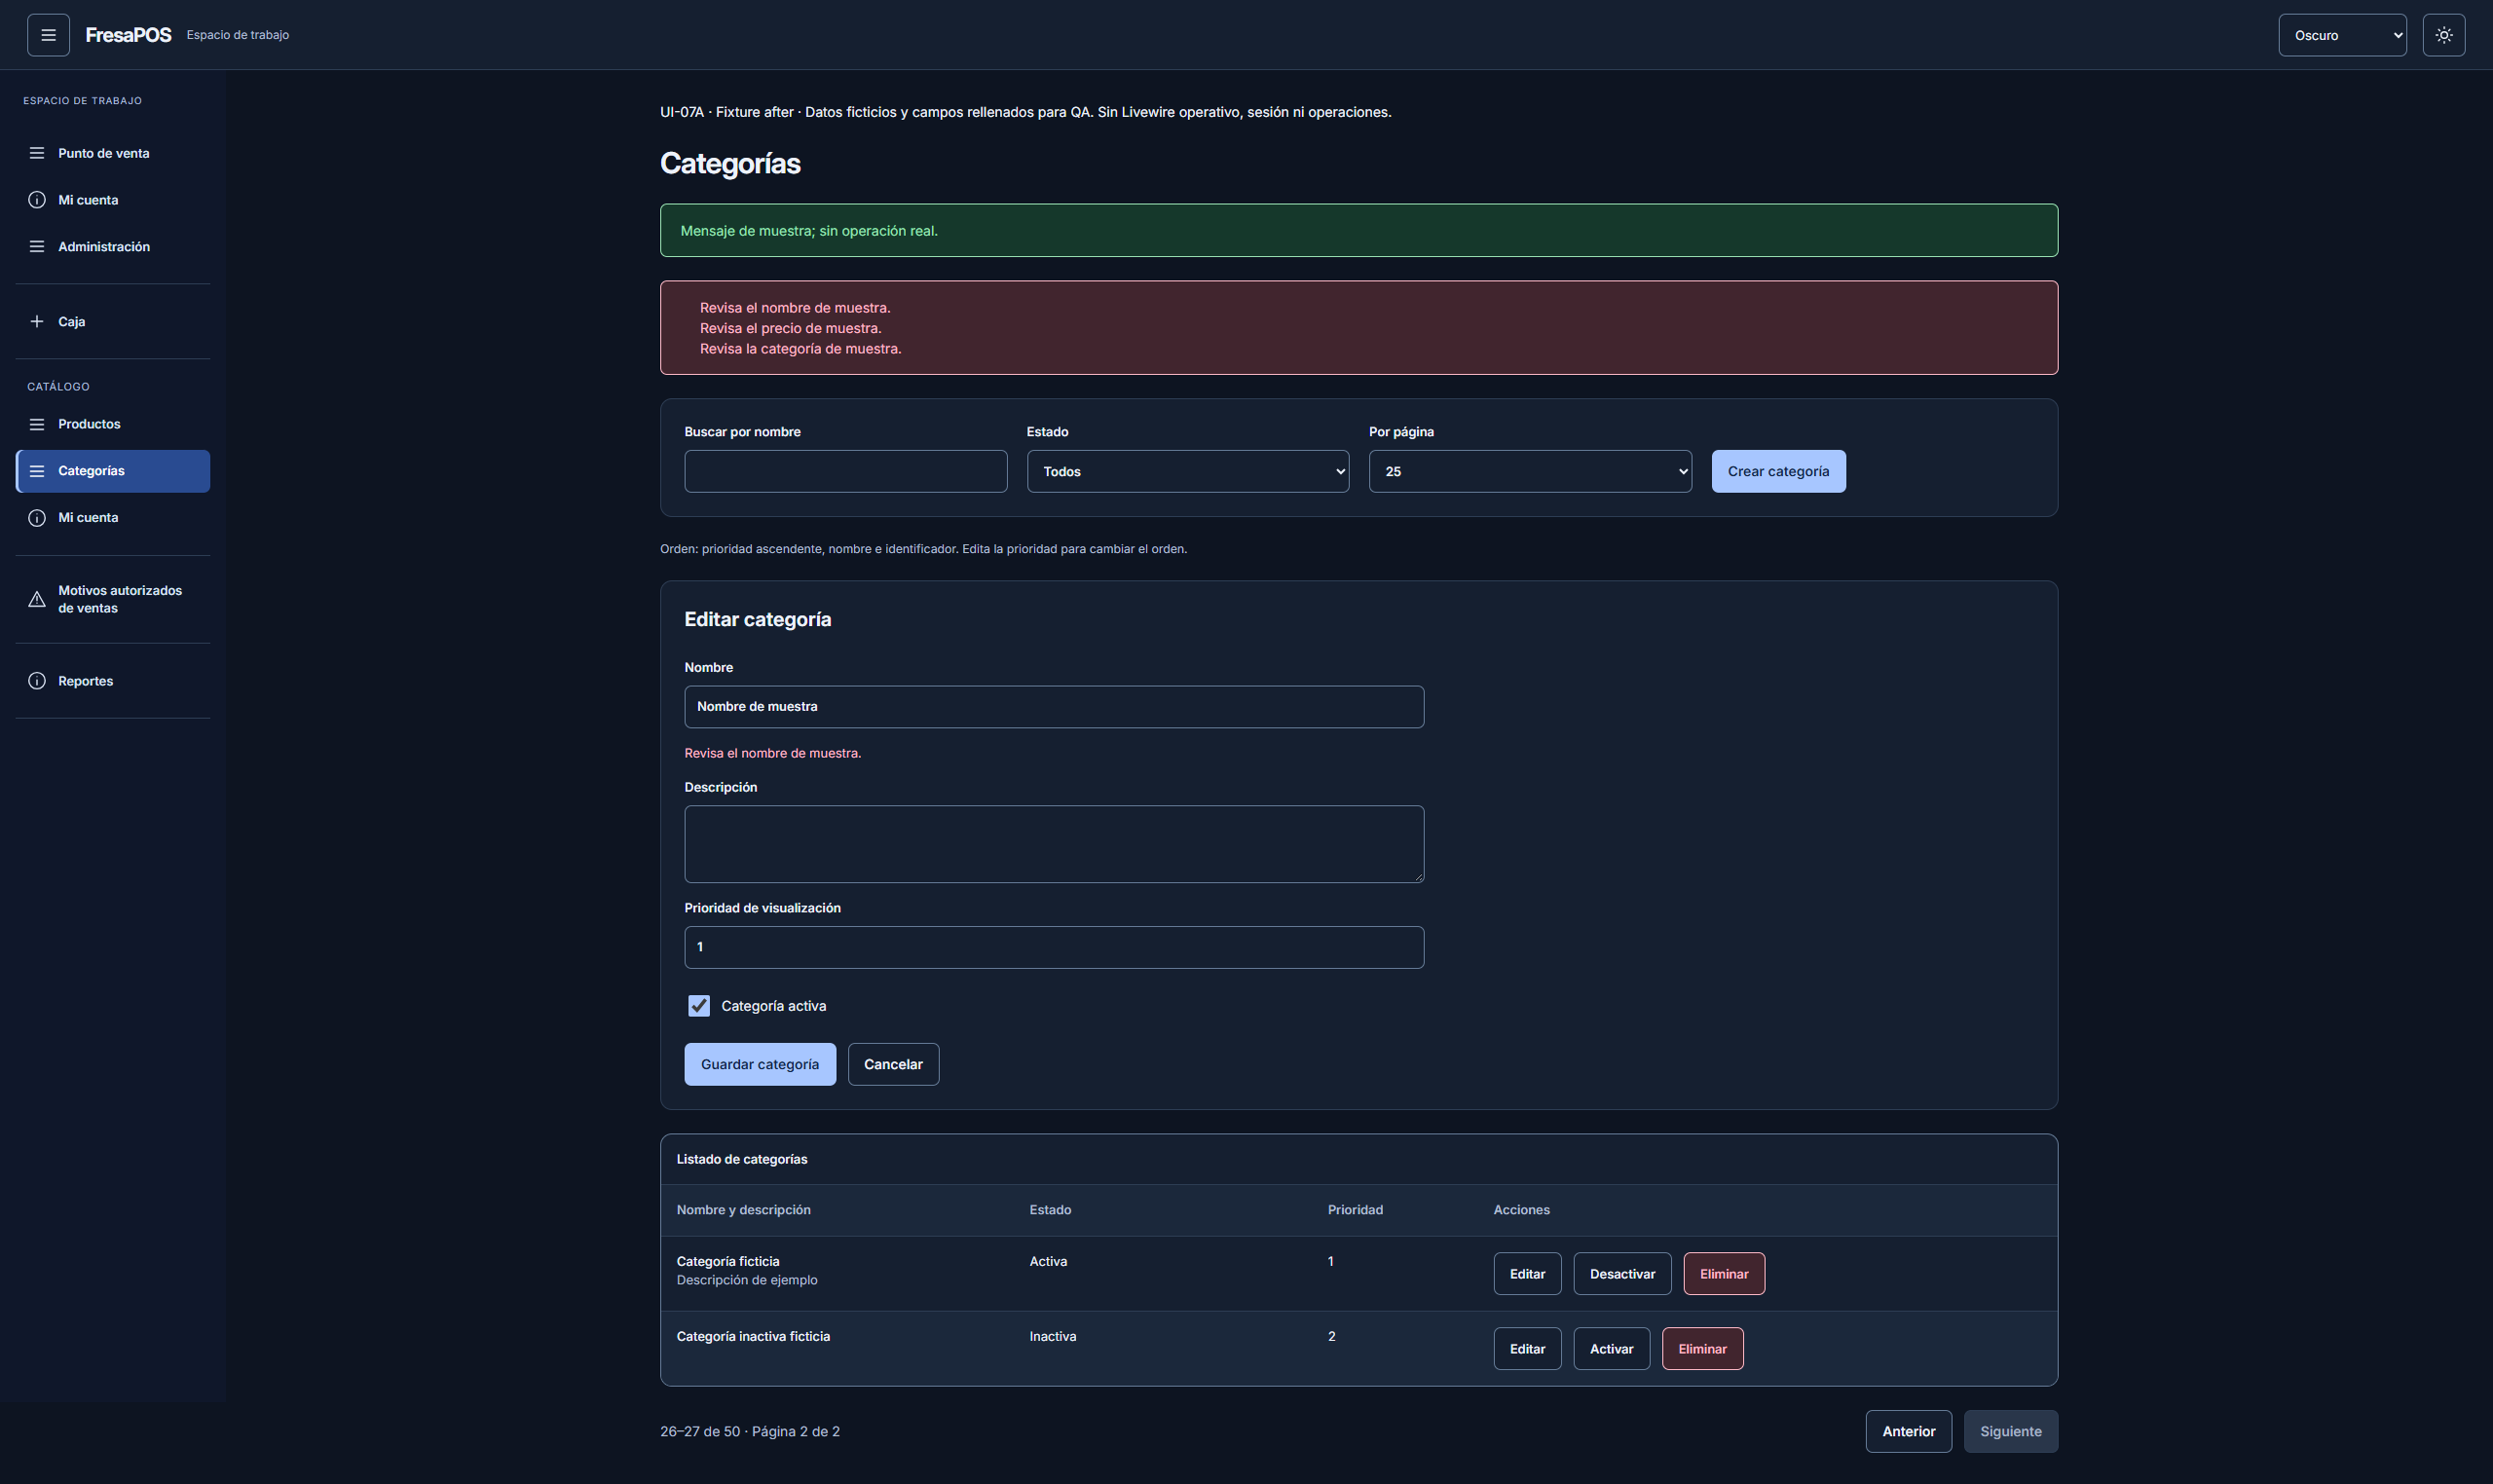 FresaPOS Espacio de trabajo
Oscuro
ESPACIO DE TRABAJO
Punto de venta
Mi cuenta
Administración
Caja
CATÁLOGO
Productos
Categorías
Mi cuenta
Motivos autorizados
de ventas
Reportes
UI-07A · Fixture after · Datos ficticios y campos rellenados para QA. Sin Livewire operativo, sesión ni operaciones.
Categorías
Mensaje de muestra; sin operación real.
Revisa el nombre de muestra.
Revisa el precio de muestra.
Revisa la categoría de muestra.
Buscar por nombre Estado Por página
Todos 25 Crear categoría
Orden: prioridad ascendente, nombre e identificador. Edita la prioridad para cambiar el orden.
Editar categoría
Nombre
Nombre de muestra
Revisa el nombre de muestra.
Descripción
Prioridad de visualización
1
Categoría activa
Guardar categoría Cancelar
Listado de categorías
Nombre y descripción Estado Prioridad Acciones
Categoría ficticia Activa 1 Editar Desactivar Eliminar
Descripción de ejemplo
Categoría inactiva ficticia Inactiva 2 Editar Activar Eliminar
26–27 de 50 · Página 2 de 2 Anterior Siguiente